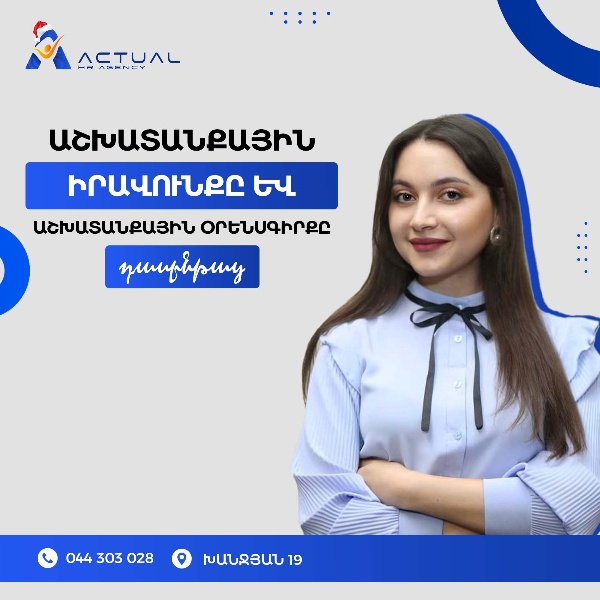 ACTUAL
HR AGENCY
ԱՇԽԱՏԱՆՔԱՅԻՆ
ԻՐԱՎՈՒՆՔԸ ԵՎ
ԱՇԽԱՏԱՆՔԱՅԻՆ ՕՐԵՆՍԳԻՐՔԸ
դասընթաց
044 303 028
ԽԱՆՋՅԱՆ 19